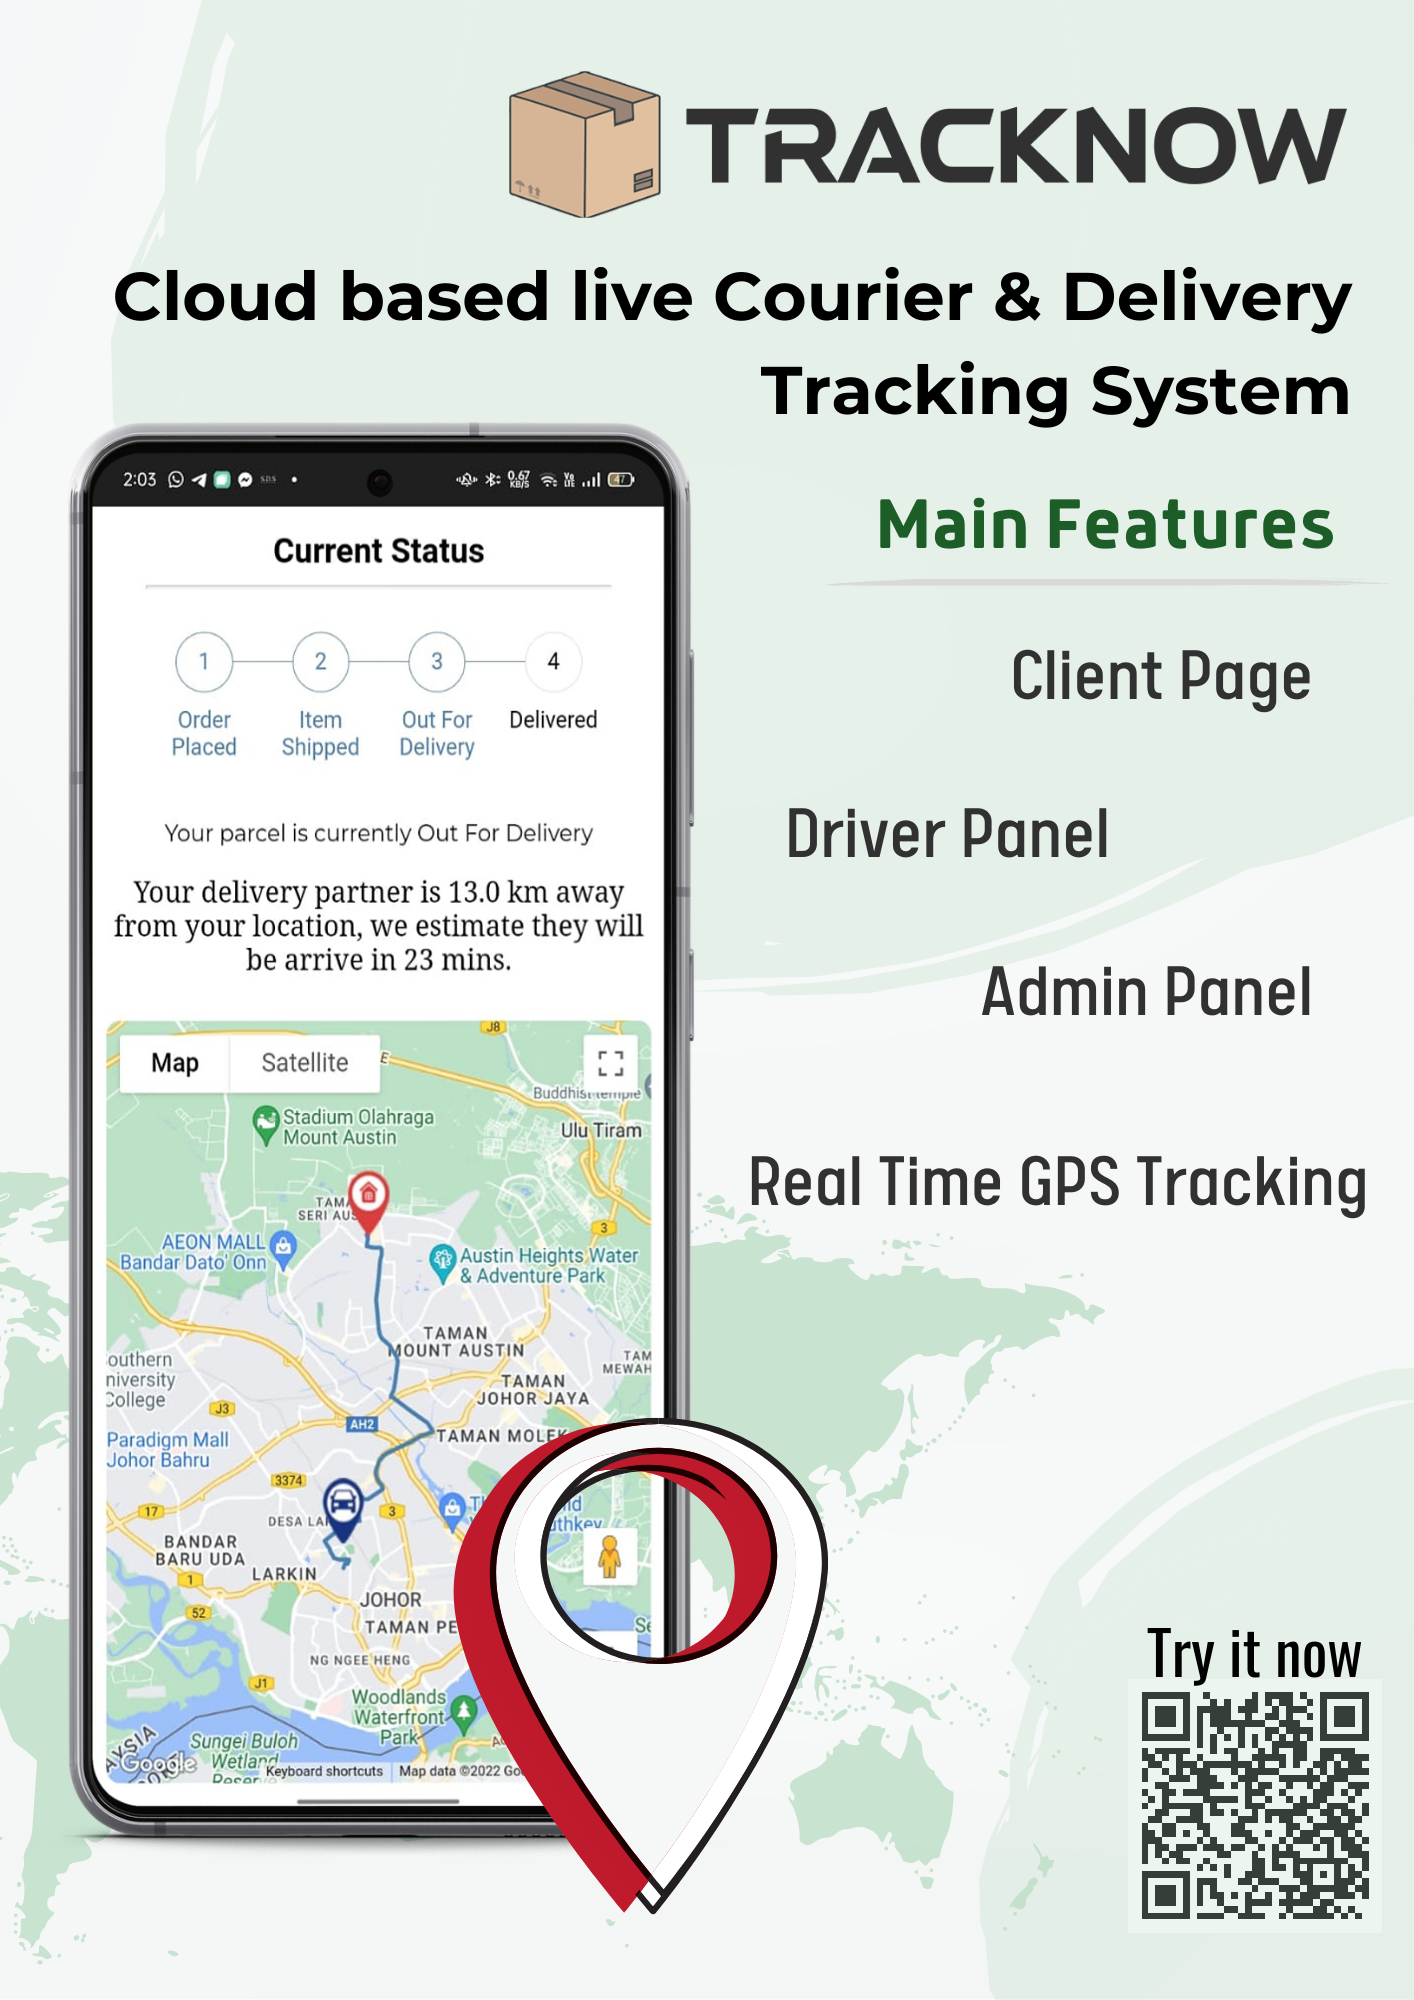 TRACKNOW
Cloud based live Courier & Delivery
Tracking System
2:03
0.67
KB/S
47
Current Status
1
2
3
4
Order
Placed
Item
Shipped
Out For
Delivery
Delivered
Your parcel is currently Out For Delivery
Your delivery partner is 13.0 km away
from your location, we estimate they will
be arrive in 23 mins.
Map
Satellite
E
J8
Buddhist temple
Stadium Olahraga
Mount Austin
Ulu Tiram
TAMA
SERI AUS
3
AEON MALL
Bandar Dato' Onn
Austin Heights Water
& Adventure Park
TAMAN
MOUNT AUSTIN
TAM
MEWAH
outhern
niversity
College
TAMAN
JOHOR JAYA
J3
AH2
TAMAN MOLEK
Paradigm Mall
Johor Bahru
3374
17
3
DESA LA
BANDAR
BARU UDA
LARKIN
1
52
JOHOR
TAMAN PE
NG NGEE HENG
J1
Woodlands
Waterfront
Park
Sungei Buloh
Wetland
Reser
AYSIA
Google
Keyboard shortcuts
Map data ©2022 Go
Main Features
Client Page
Driver Panel
Admin Panel
Real Time GPS Tracking
Try it now